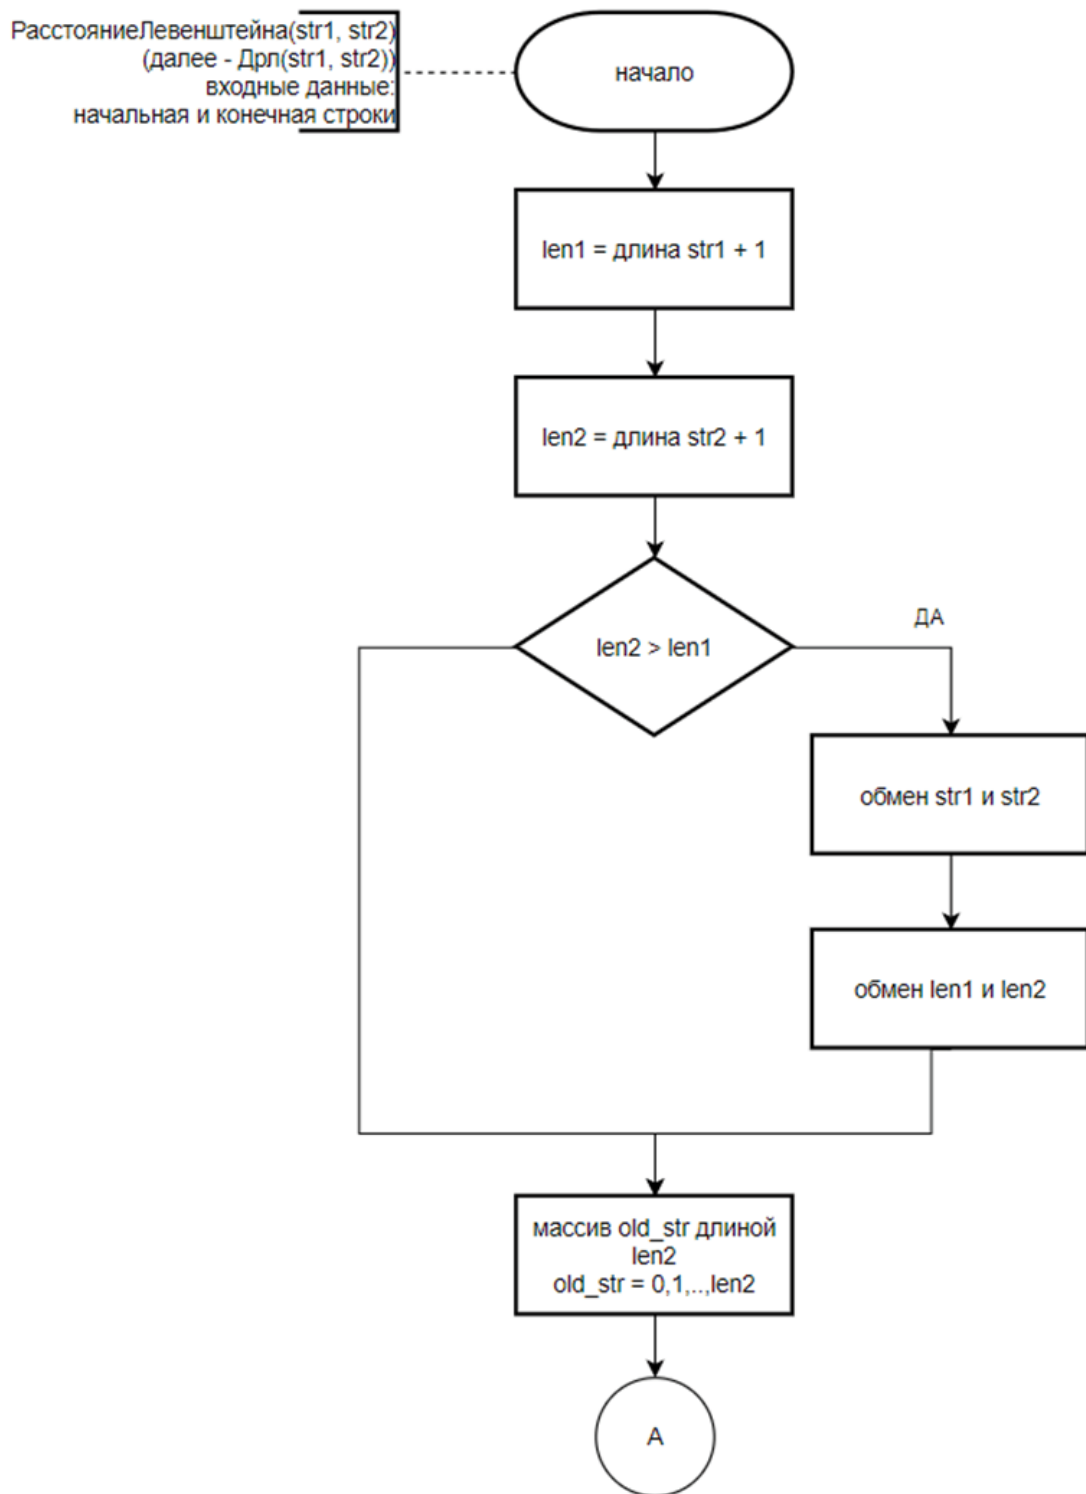 РасстояниеЛевенштейна(str1, str2)
(далее - Дрл(str1, str2))
входные данные:
начальная и конечная строки
начало
len1 = длина str1 + 1
len2 = длина str2 + 1
len2 > len1
ДА
обмен str1 и str2
обмен len1 и len2
массив old_str длиной
len2
old_str = 0,1,..,len2
A